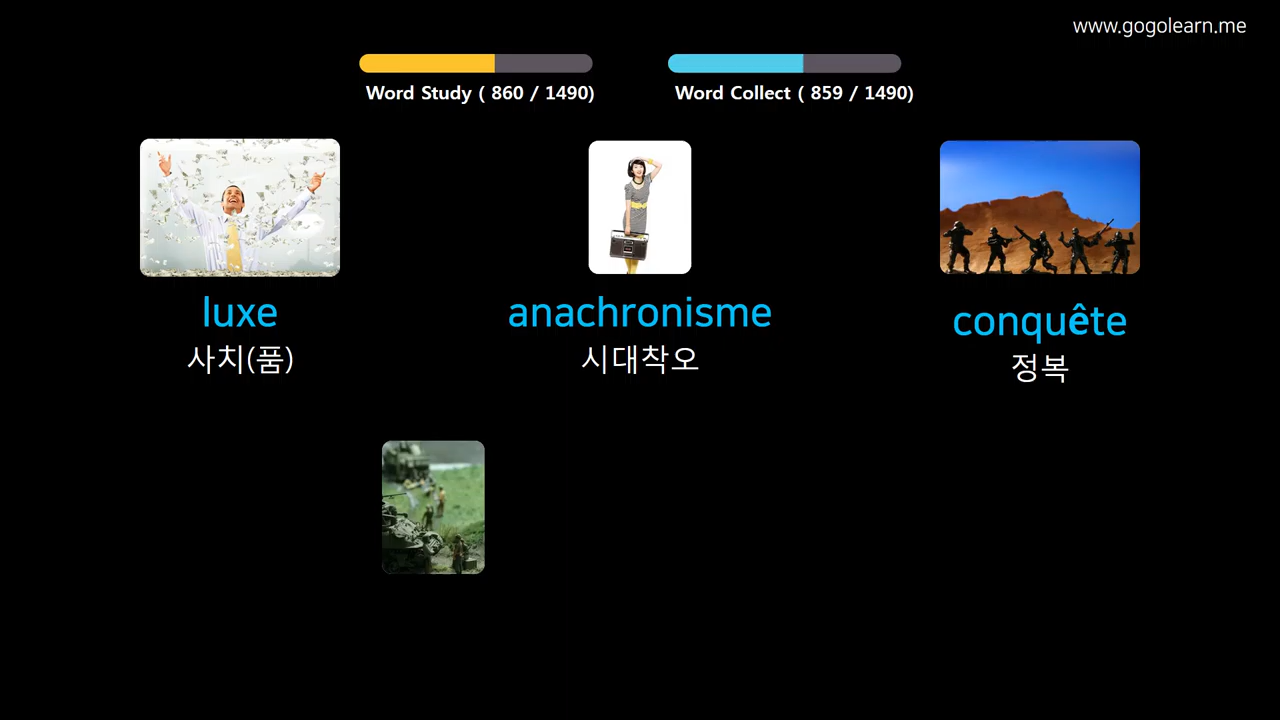 www.gogolearn.me
Word Study ( 860 / 1490)
Word Collect ( 859 / 1490)
luxe
사치(품)
anachronisme
시대착오
conquête
정복